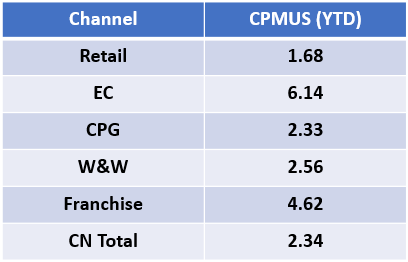 Channel CPMUS (YTD)
Retail 1.68
EC 6.14
CPG 2.33
W&W 2.56
Franchise 4.62
CN Total 2.34